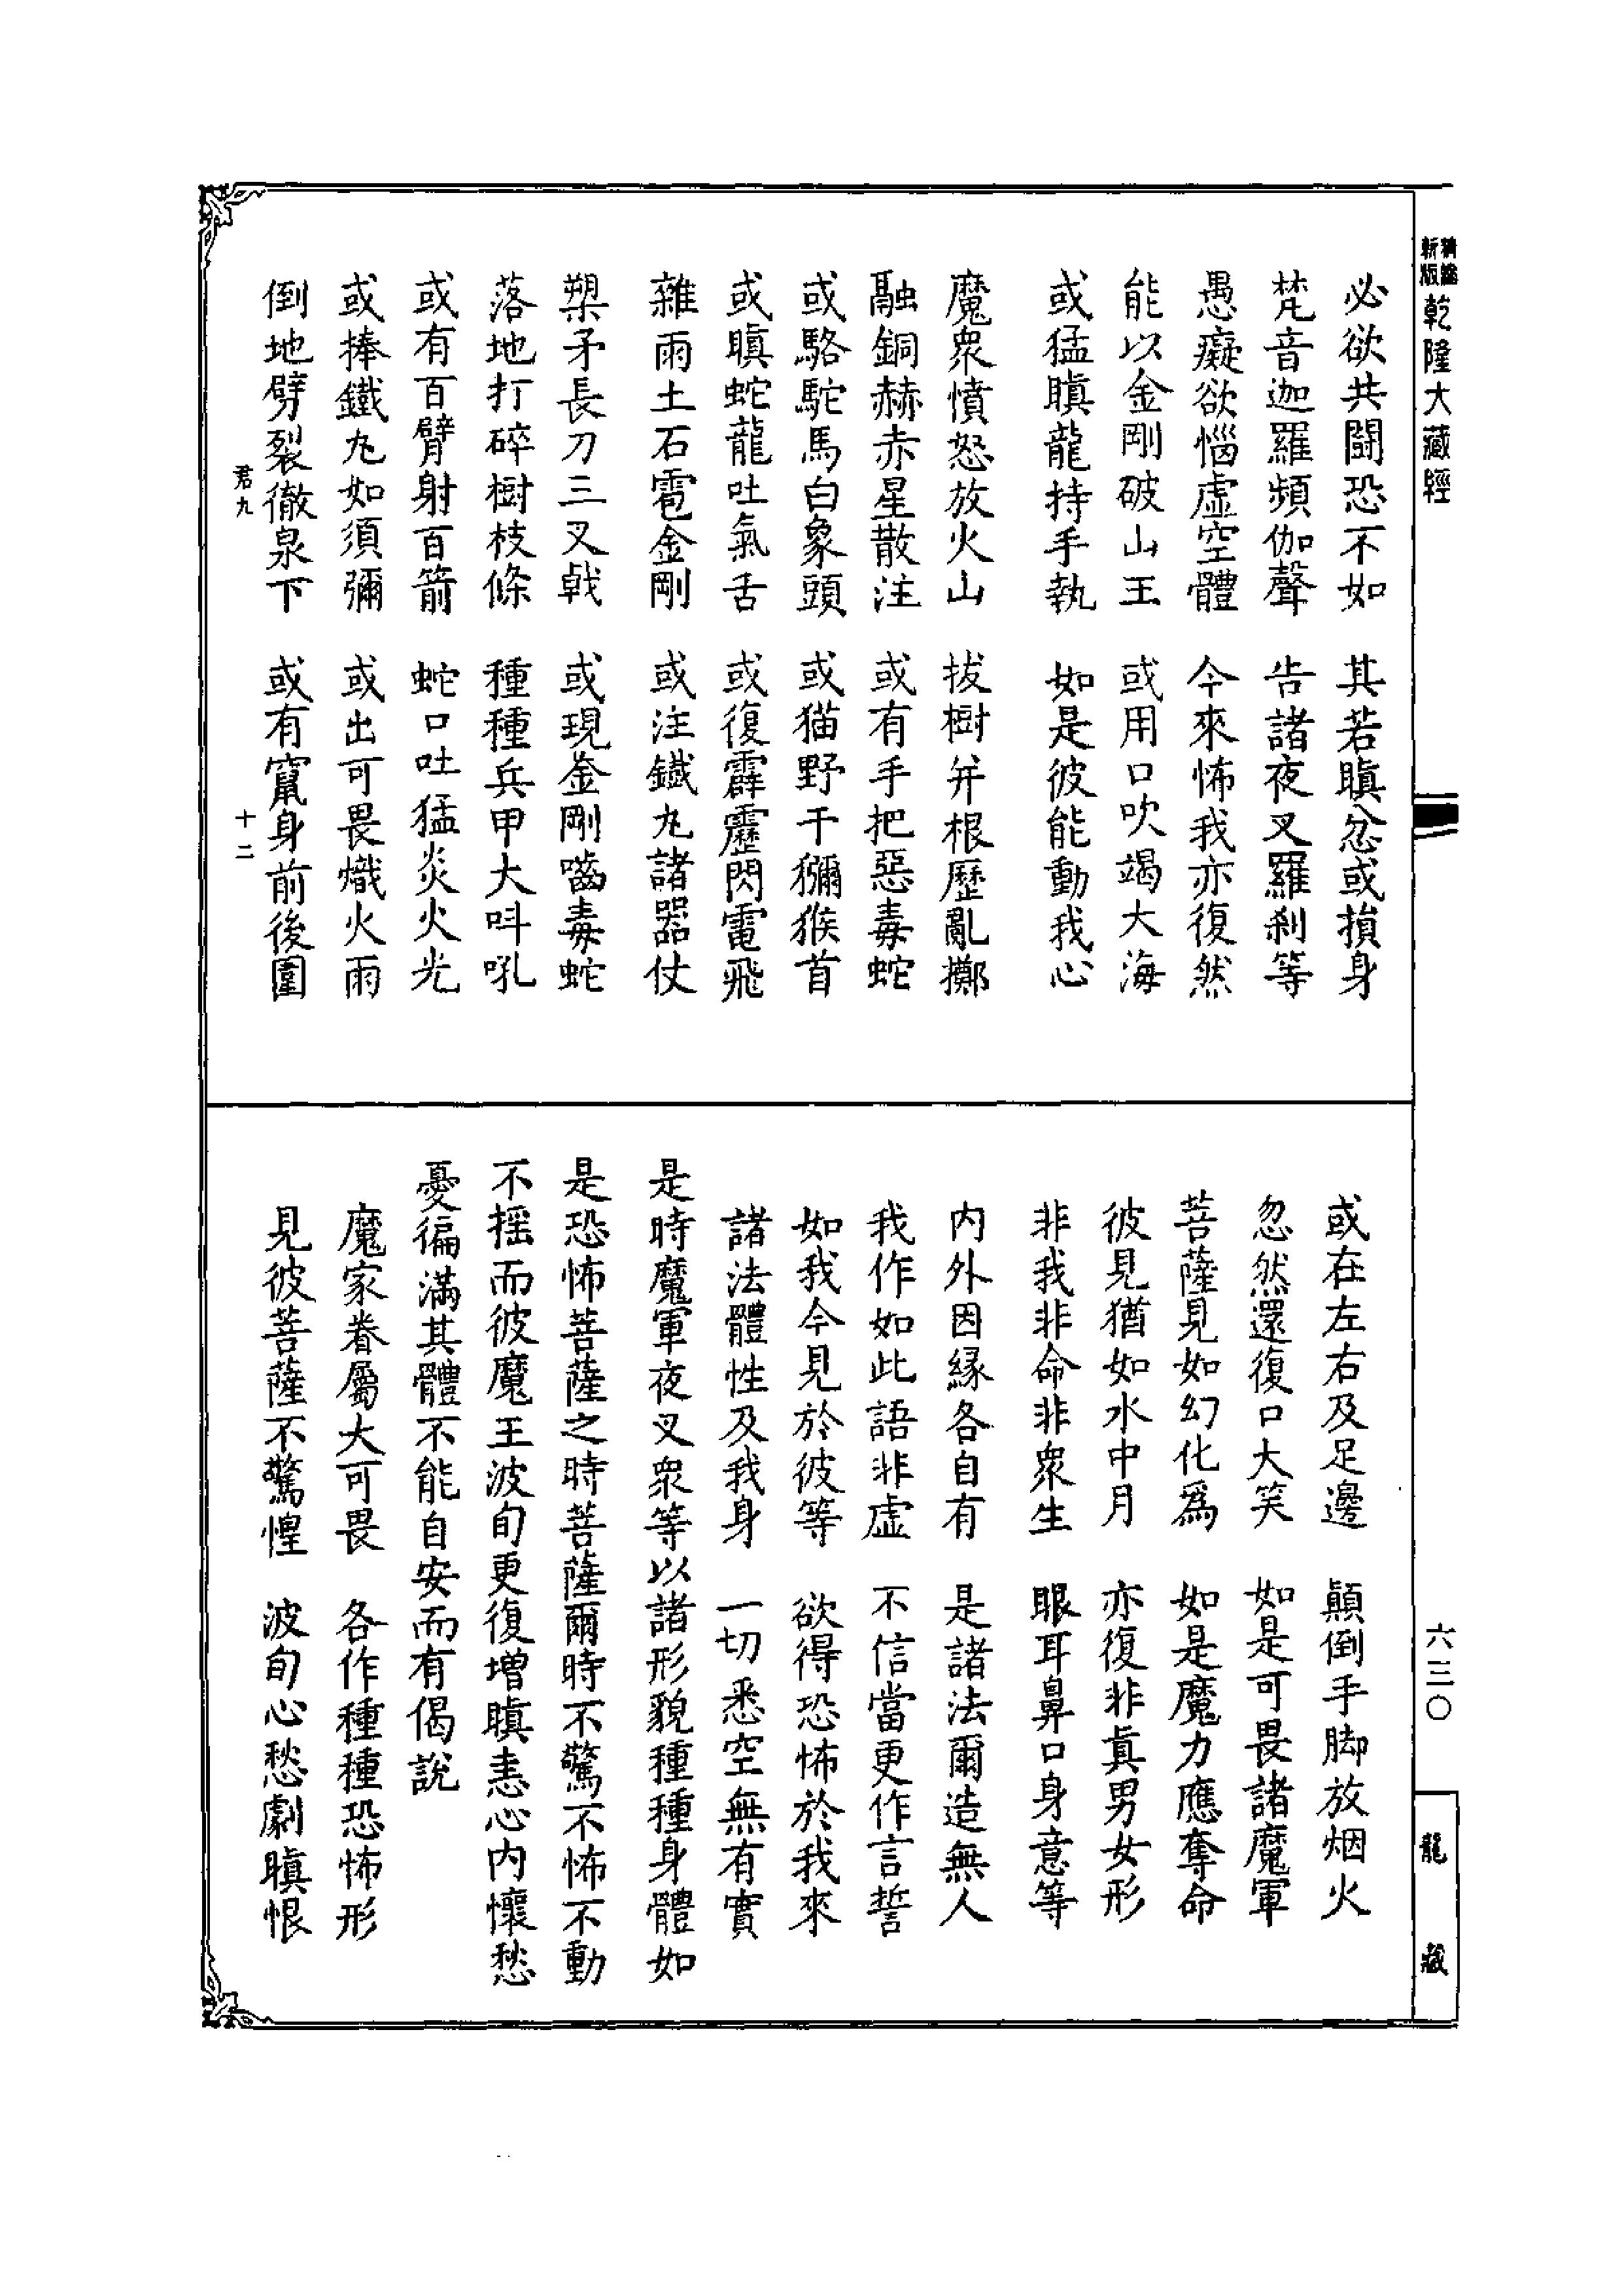 新版
精縮
乾隆大藏經
必欲共闘恐不如　其若瞋忿或損身
梵音迦羅頻伽聲　告諸夜叉羅剎等
愚癡欲惱虛空體　今來怖我亦復然
能以金剛破山王　或用口吹竭大海
或猛瞋龍持手執　如是彼能動我心
魔衆憤怒放火山　拔樹并根歷亂擲
融銅赫赤星散注　或有手把惡毒蛇
或駱駝馬白象頭　或猫野干獼猴首
或瞋蛇龍吐氣舌　或復霹靂閃電飛
雜雨土石雹金剛　或注鐵丸諸器仗
槊矛長刀三叉戟　或現金剛嚙毒蛇
落地打碎樹枝條　種種兵甲大呌吼
或有百臂射百箭　蛇口吐猛炎火光
或捧鐵丸如須彌　或出可畏熾火雨
倒地劈裂徹泉下　或有竄身前後圍
君九　十二
或在左右及足邊　顛倒手脚放烟火
忽然還復口大笑　如是可畏諸魔軍
菩薩見如幻化爲　如是魔力應奪命
彼見猶如水中月　亦復非真男女形
非我非命非衆生　眼耳鼻口身意等
内外因緣各自有　是諸法爾造無人
我作如此語非虛　不信當更作言誓
如我今見於彼等　欲得恐怖於我來
諸法體性及我身　一切悉空無有實
是時魔軍夜叉衆等以諸形貌種種身體如
是恐怖菩薩之時菩薩爾時不驚不怖不動
不摇而彼魔王波旬更復增瞋恚心内懷愁
憂徧滿其體不能自安而有偈說
魔家眷屬大可畏　各作種種恐怖形
見彼菩薩不驚惶　波旬心愁劇瞋恨
六三〇
龍藏